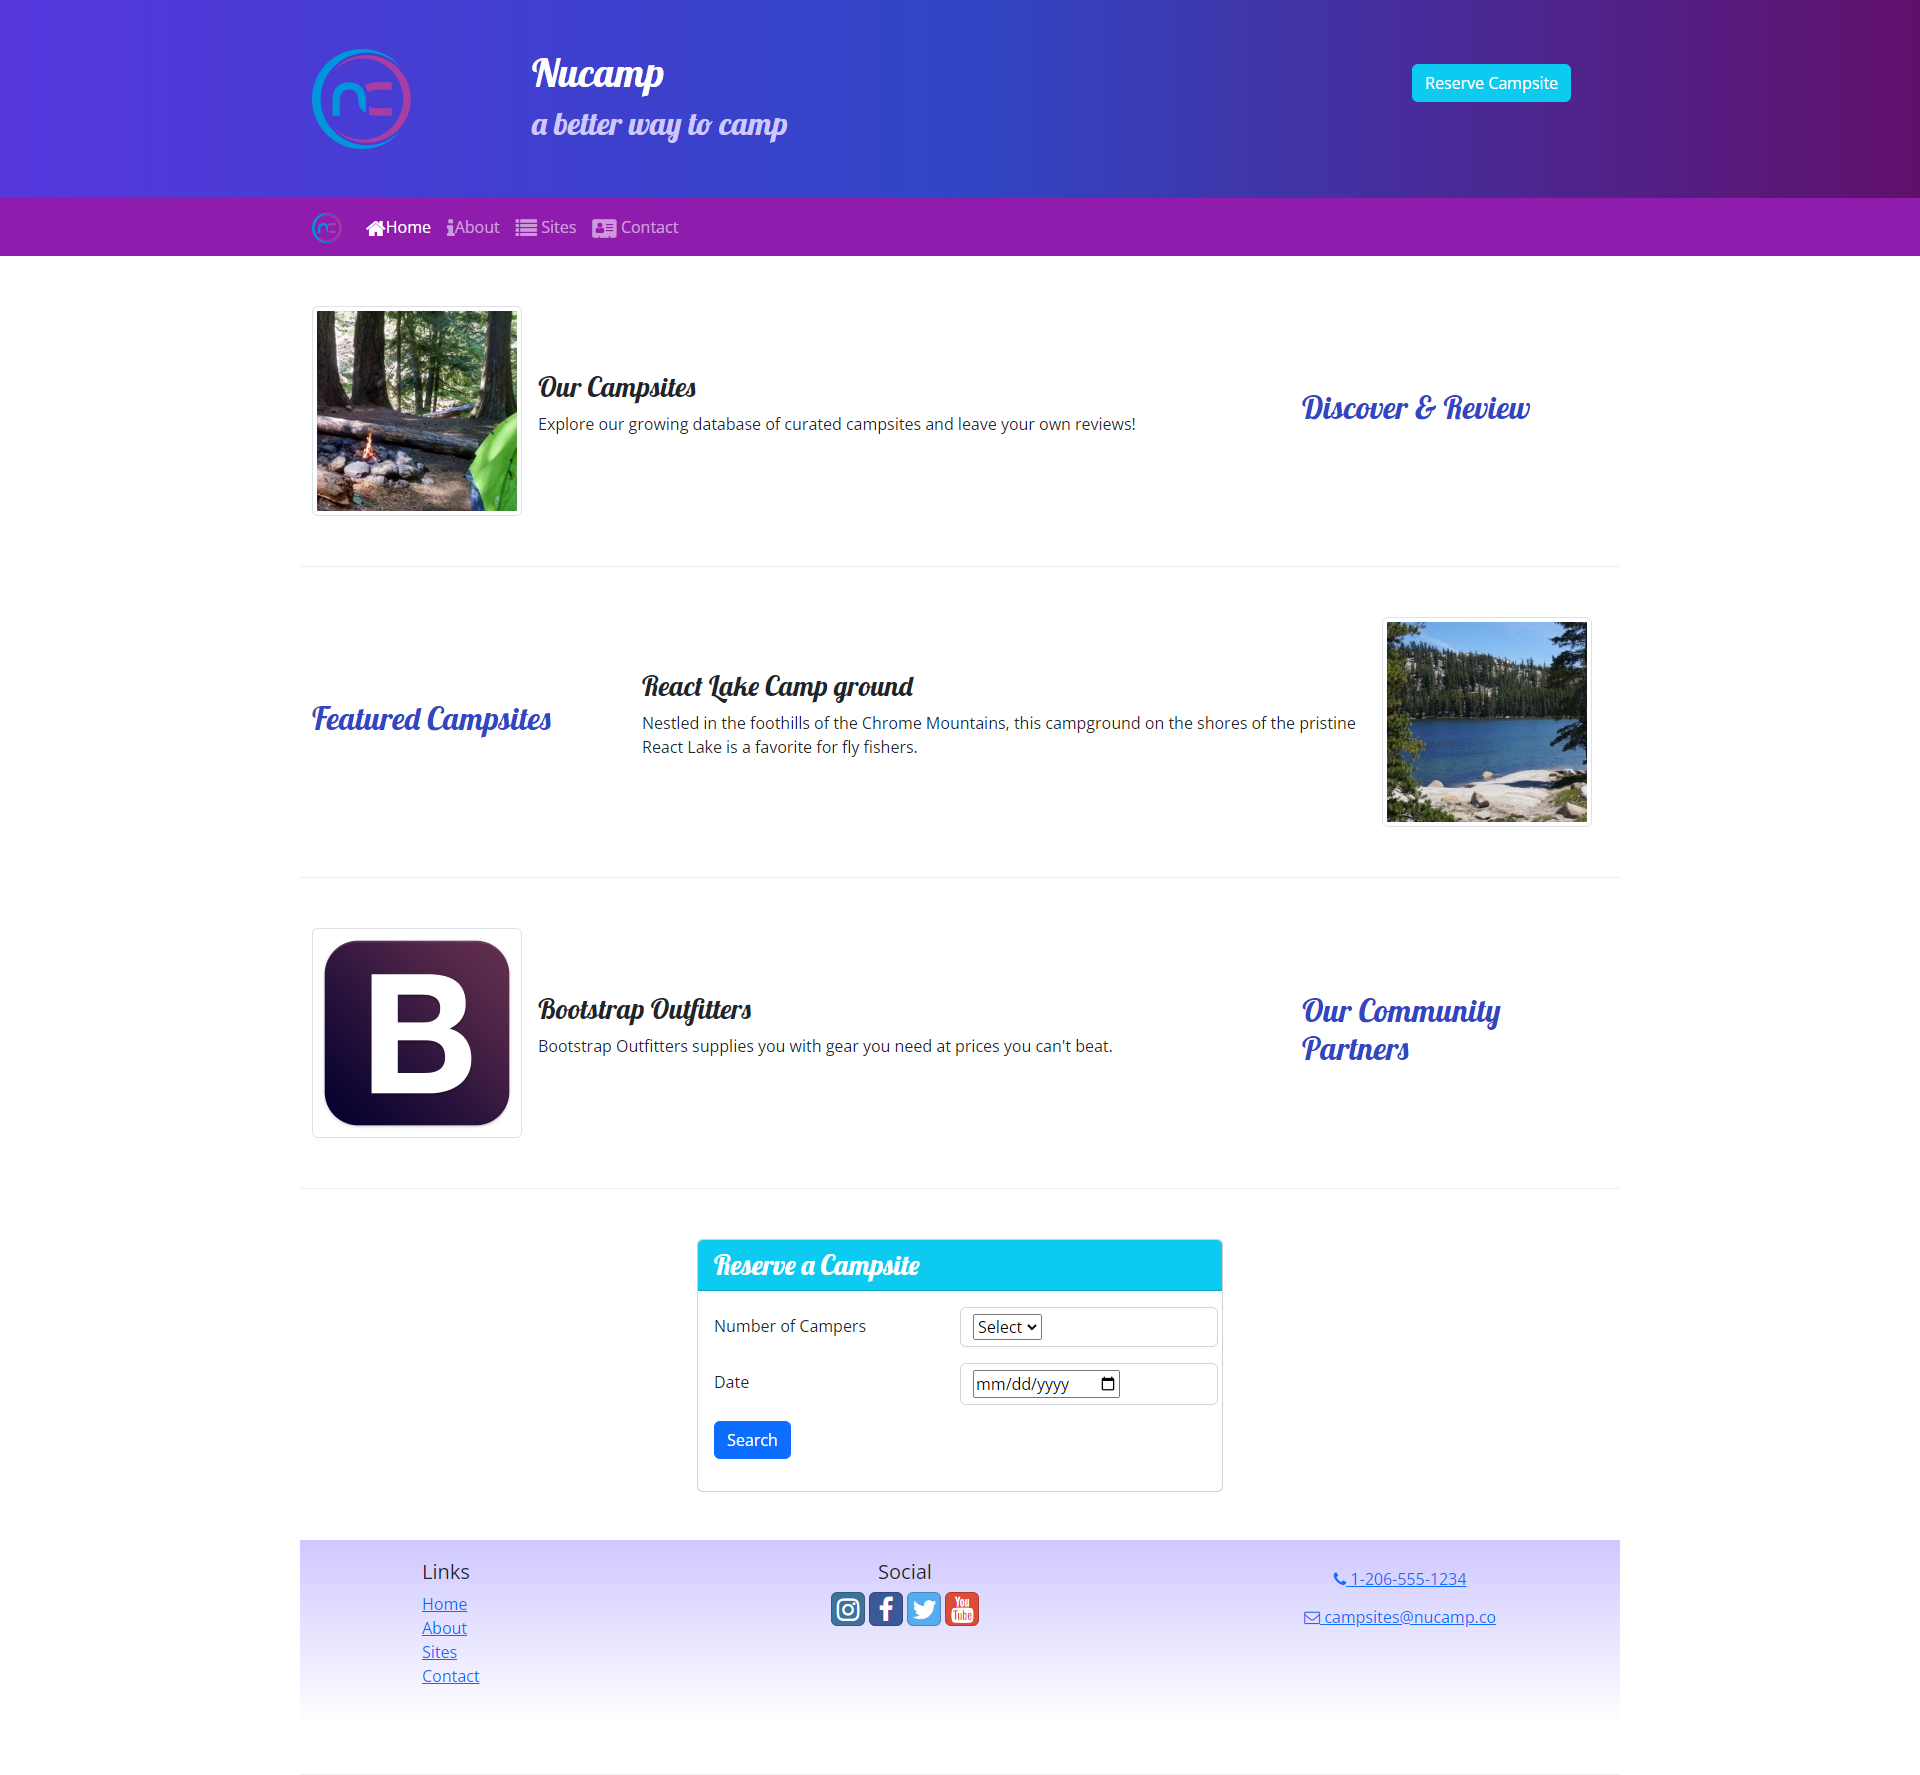 Nucamp
a better way to camp
Reserve Campsite
Home About Sites Contact
Our Campsites
Explore our growing database of curated campsites and leave your own reviews!
Discover & Review
Featured Campsites
React Lake Camp ground
Nestled in the foothills of the Chrome Mountains, this campground on the shores of the pristine
React Lake is a favorite for fly fishers.
B
Bootstrap Outfitters
Bootstrap Outfitters supplies you with gear you need at prices you can't beat.
Our Community
Partners
Reserve a Campsite
Number of Campers
Select
Date
mm/dd/yyyy
Search
Links
Home
About
Sites
Contact
Social
You
Tube
1-206-555-1234
campsites@nucamp.co